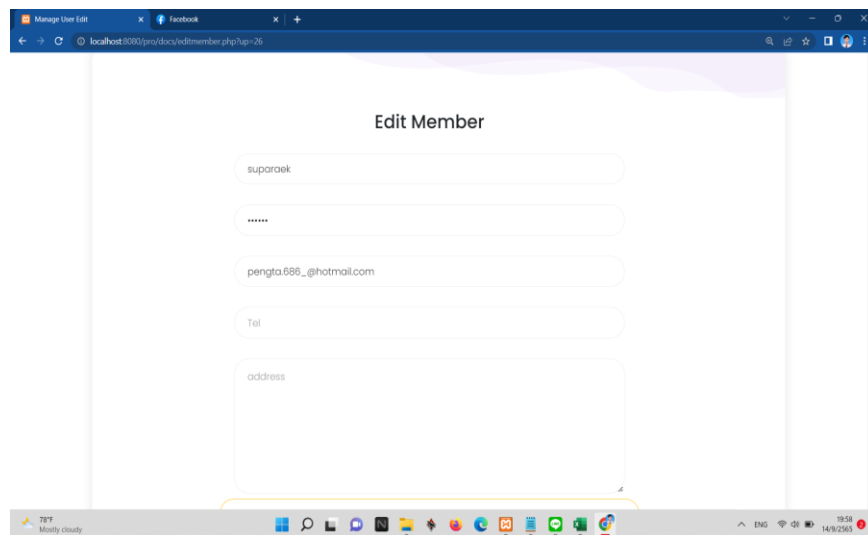 Manage User Edit
Facebook
localhost:8080/pro/docs/editmember.php?up=26
Edit Member
suparaek
••••••
pengta.686_@hotmail.com
Tel
address
78°F
Mostly cloudy
ENG
19:58
14/9/2565
2